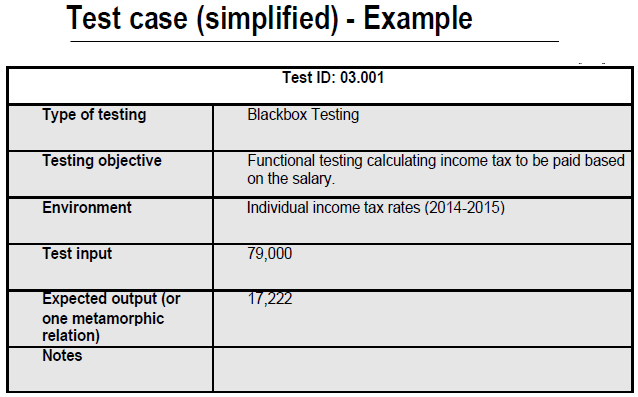 Test case (simplified) - Example
Test ID: 03.001
Type of testing
Blackbox Testing
Testing objective
Functional testing calculating income tax to be paid based
on the salary.
Environment
Individual income tax rates (2014-2015)
Test input
79,000
Expected output (or
one metamorphic
relation)
17,222
Notes